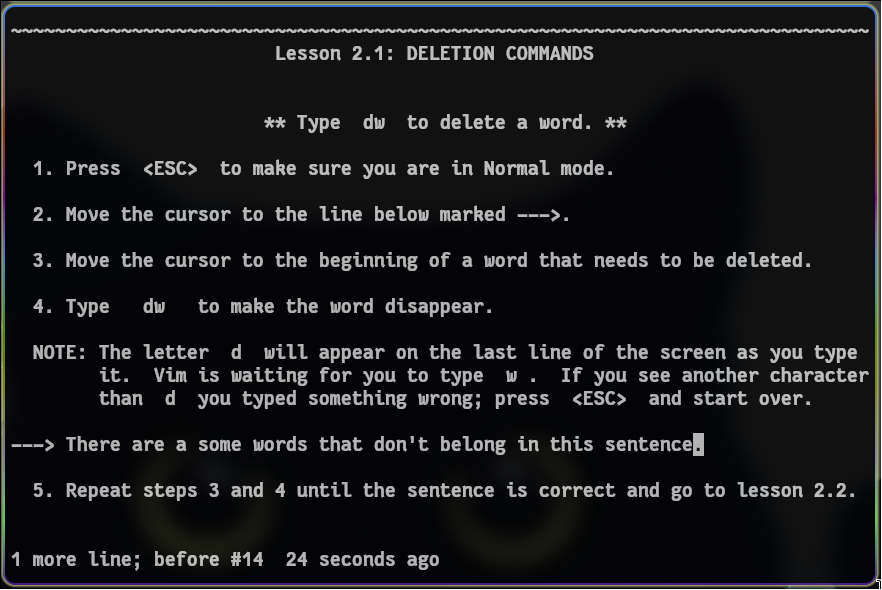 ~~~~~~~~~~~~~~~~~~~~~~~~~~~~~~~~~~~~~~~~~~~~~~~~~~~~~~~~~~~~~~~~~~~~~~~~~~~~~~
Lesson 2.1: DELETION COMMANDS
** Type  dw  to delete a word. **
1. Press  <ESC>  to make sure you are in Normal mode.
2. Move the cursor to the line below marked --->.
3. Move the cursor to the beginning of a word that needs to be deleted.
4. Type   dw   to make the word disappear.
NOTE: The letter  d  will appear on the last line of the screen as you type
it.  Vim is waiting for you to type  w .  If you see another character
than  d  you typed something wrong; press  <ESC>  and start over.
---> There are a some words that don't belong in this sentence.
5. Repeat steps 3 and 4 until the sentence is correct and go to lesson 2.2.
1 more line; before #14  24 seconds ago